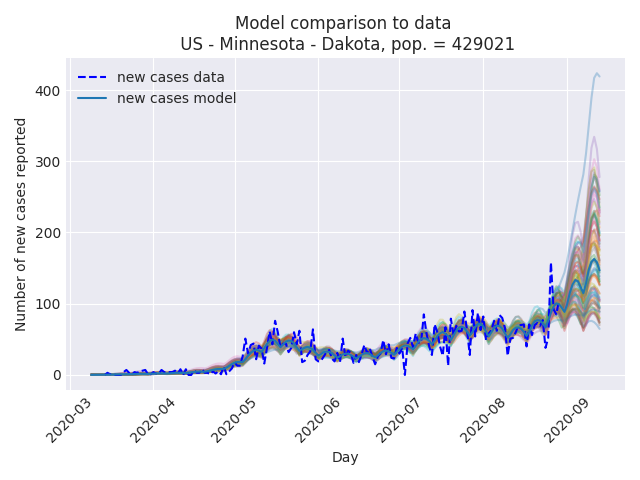 Model comparison to data
US - Minnesota - Dakota, pop. = 429021
new cases data
new cases model
Number of new cases reported
400
300
200
100
0
2020-03
2020-04
2020-05
2020-06
2020-07
2020-08
2020-09
Day